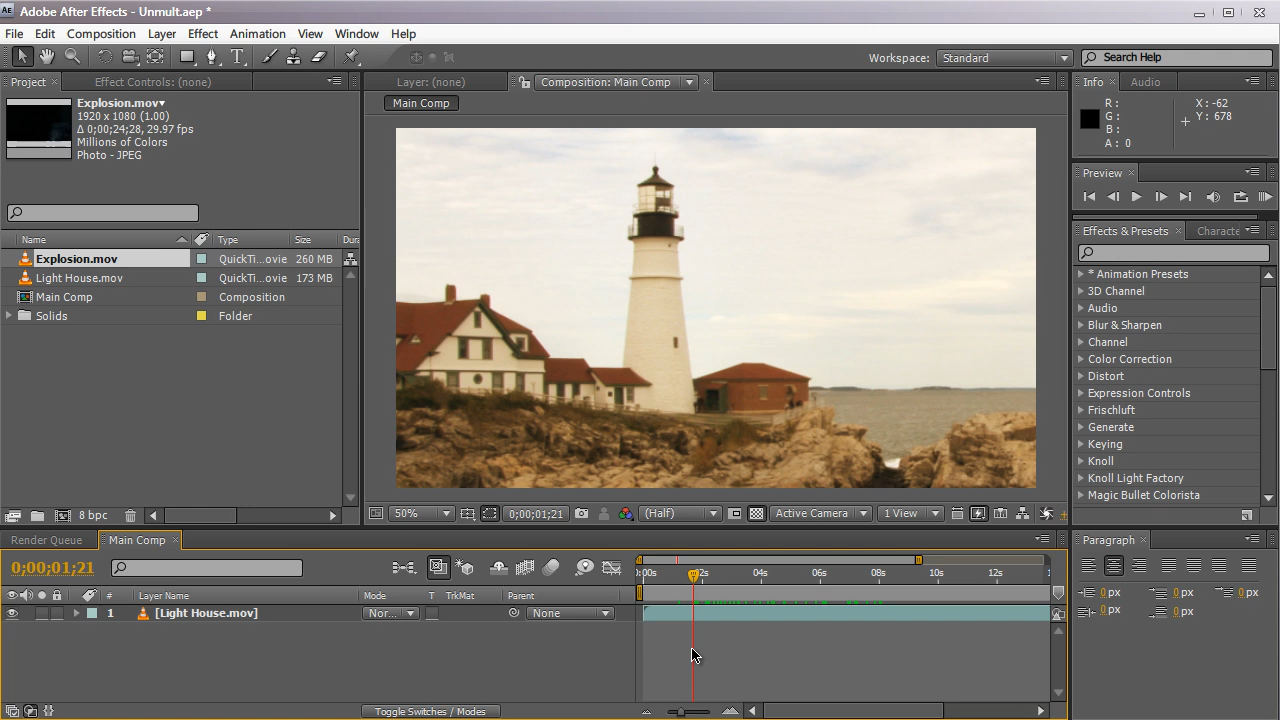 Adobe After Effects - Unmult.aep *
File Edit Composition Layer Effect Animation View Window Help
Workspace: Standard Search Help
Project Effect Controls: (none) Layer: (none) Composition: Main Comp Info Audio
Main Comp
Explosion.mov
1920 x 1080 (1.00)
Δ 0;00;24;28, 29.97 fps
Millions of Colors
Photo - JPEG
R :
G :
B :
A : 0
X : -62
Y : 678
Preview
Name Type Size Dura
Explosion.mov QuickTi...ovie 260 MB
Light House.mov QuickTi...ovie 173 MB
Main Comp Composition
Solids Folder
Effects & Presets Characte
* Animation Presets
3D Channel
Audio
Blur & Sharpen
Channel
Color Correction
Distort
Expression Controls
Frischluft
Generate
Keying
Knoll
Knoll Light Factory
Magic Bullet Colorista
8 bpc 50% 0;00;01;21 (Half) Active Camera 1 View
Render Queue Main Comp Paragraph
0;00;01;21
):00s 02s 04s 06s 08s 10s 12s
# Layer Name Mode T TrkMat Parent
1 [Light House.mov] Nor... None
0 px 0 px 0 px
0 px 0 px
Toggle Switches / Modes